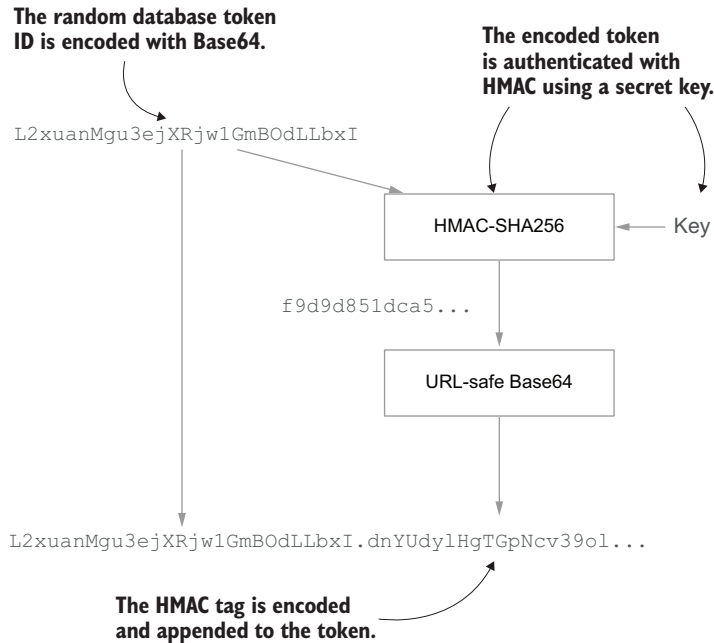 The random database token
ID is encoded with Base64.
The encoded token
is authenticated with
HMAC using a secret key.
L2xuanMgu3ejXRjw1GmBOdLLbxI
HMAC-SHA256
Key
f9d9d851dca5...
URL-safe Base64
L2xuanMgu3ejXRjw1GmBOdLLbxI.dnYUdylHgTGpNcv39ol...
The HMAC tag is encoded
and appended to the token.